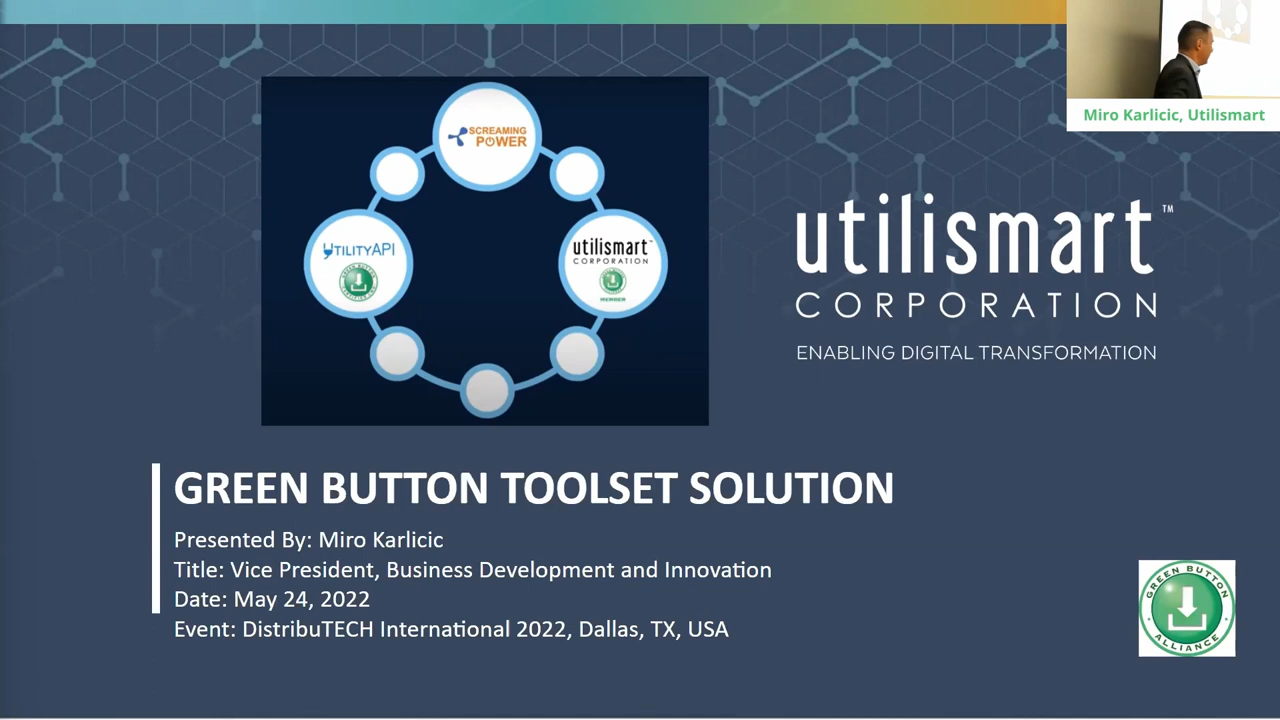 Miro Karlicic, Utilismart
SCREAMING
POWER
UTILITYAPI
utilismart™
CORPORATION
MEMBER
utilismart™
CORPORATION
ENABLING DIGITAL TRANSFORMATION
GREEN BUTTON TOOLSET SOLUTION
Presented By: Miro Karlicic
Title: Vice President, Business Development and Innovation
Date: May 24, 2022
Event: DistribuTECH International 2022, Dallas, TX, USA
GREEN BUTTON
ALLIANCE